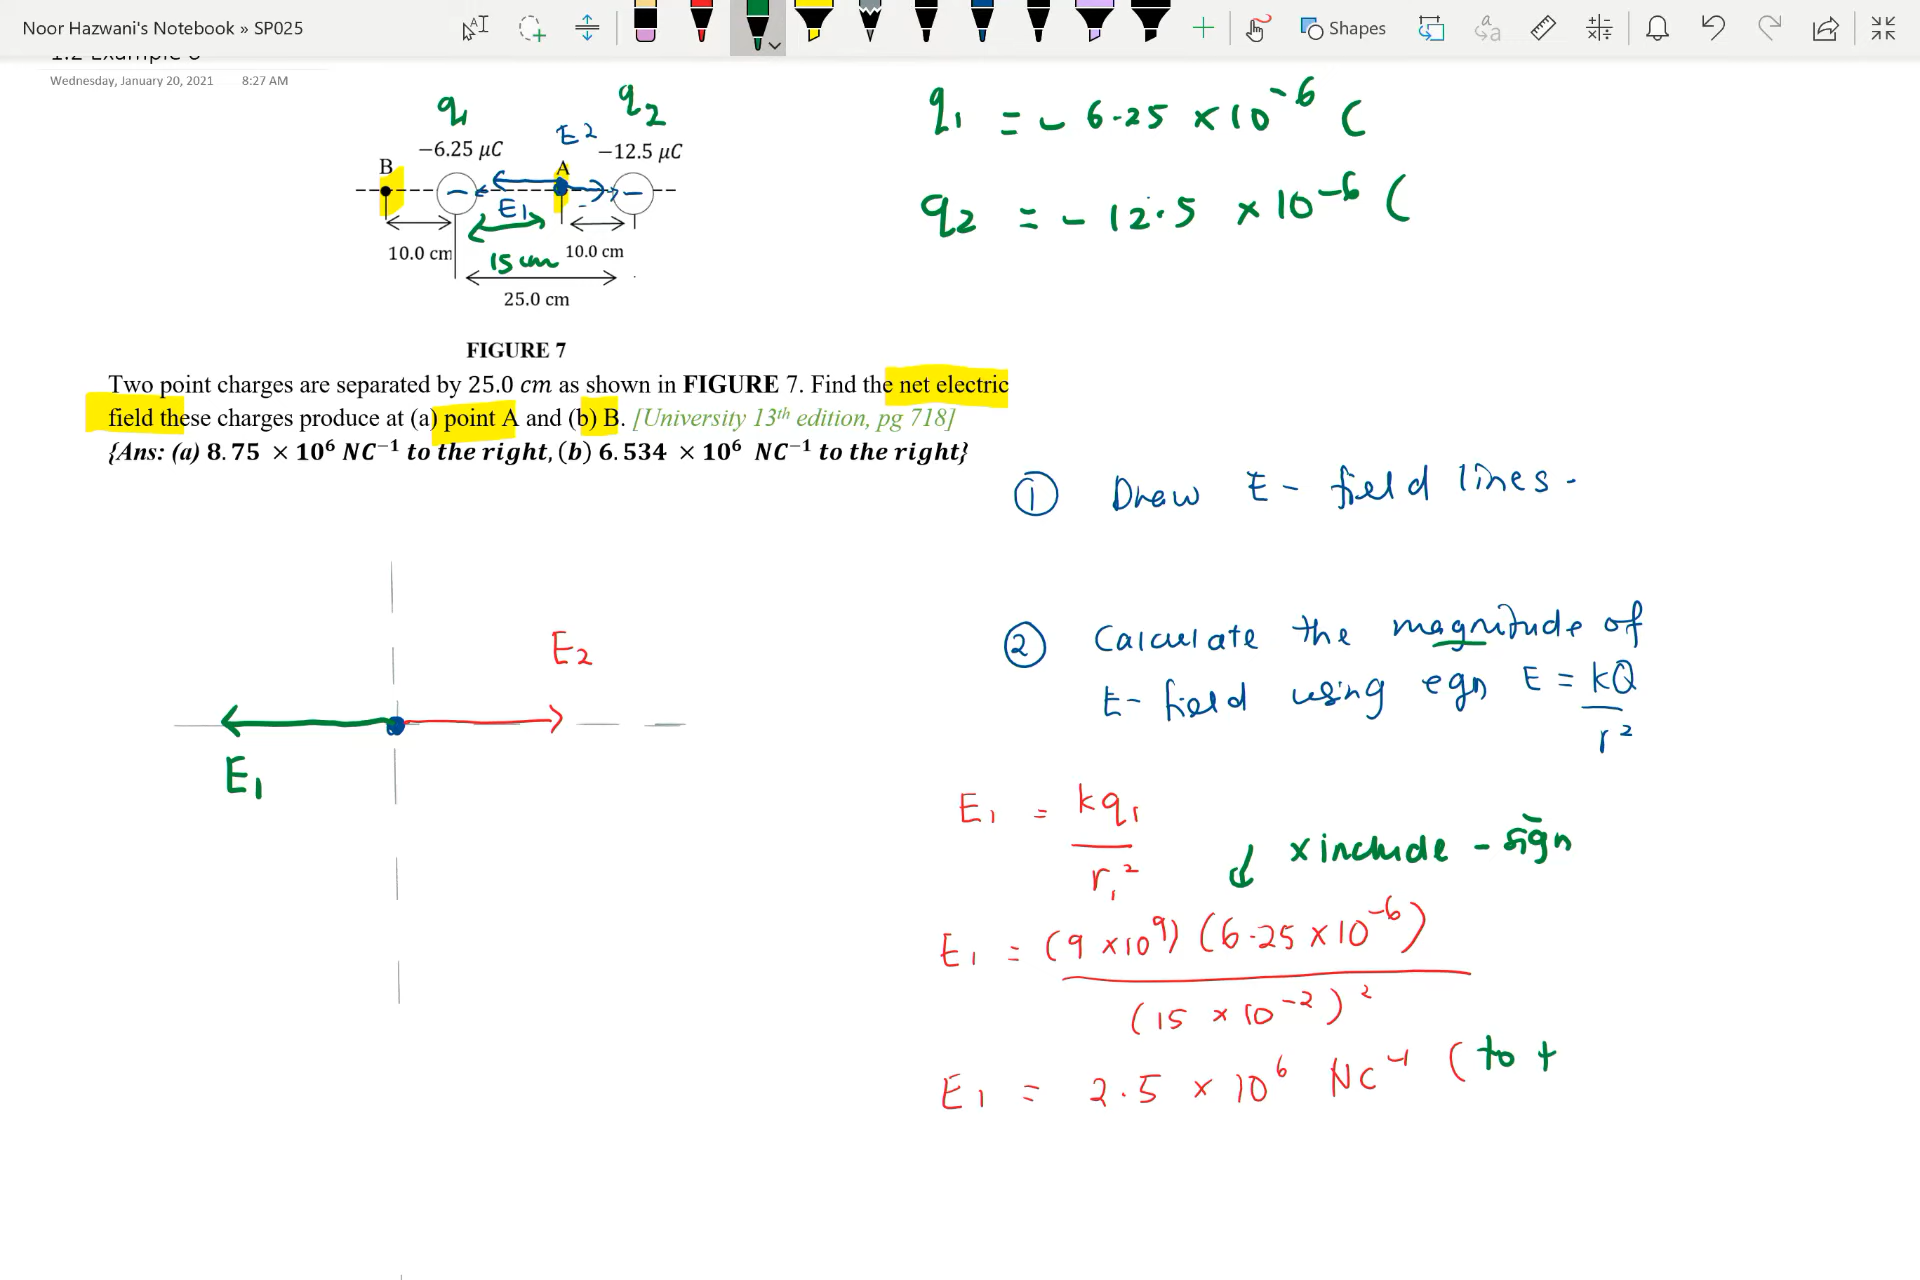 Noor Hazwani's Notebook » SP025
Shapes
1.2 Example 6
Wednesday, January 20, 2021 8:27 AM
q1
q2
E2
−6.25 μC
−12.5 μC
B
A
E1
10.0 cm
15 cm
10.0 cm
25.0 cm
q1 = - 6.25 × 10⁻⁶ C
q2 = - 12.5 × 10⁻⁶ C
FIGURE 7
Two point charges are separated by 25.0 cm as shown in FIGURE 7. Find the net electric
field these charges produce at (a) point A and (b) B. [University 13th edition, pg 718]
{Ans: (a) 8.75 × 10⁶ NC⁻¹ to the right, (b) 6.534 × 10⁶ NC⁻¹ to the right}
① Draw E - field lines.
E2
E1
② Calculate the magnitude of
E - field using eqn E = kQ
r²
E1 = kq1
r1²
x include - sign
E1 = (9 × 10⁹) (6.25 × 10⁻⁶)
(15 × 10⁻²)²
E1 = 2.5 × 10⁶ NC⁻¹ (to t